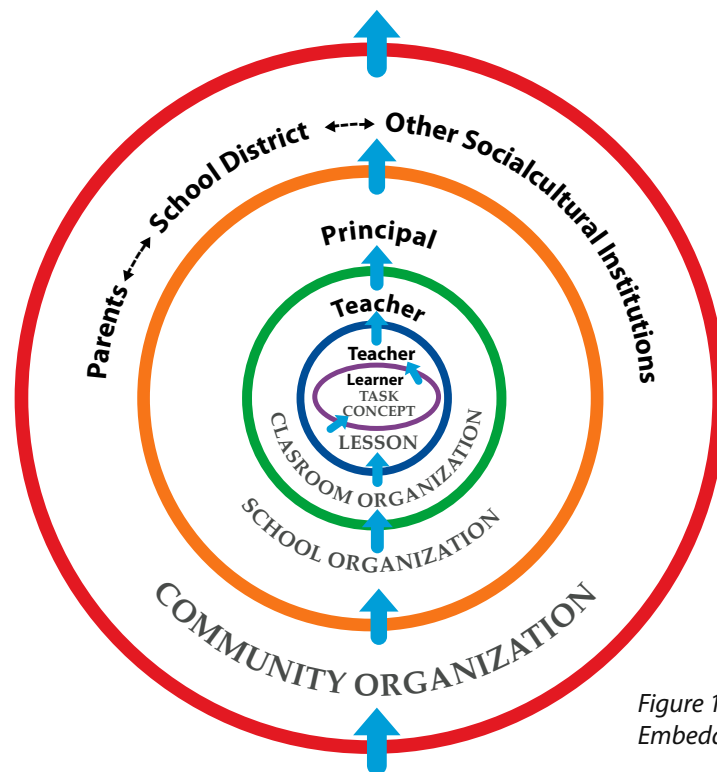 Parents
School District
Other Socialcultural Institutions
Principal
Teacher
Teacher
Learner
TASK
CONCEPT
LESSON
CLASROOM ORGANIZATION
SCHOOL ORGANIZATION
COMMUNITY ORGANIZATION
Figure 1